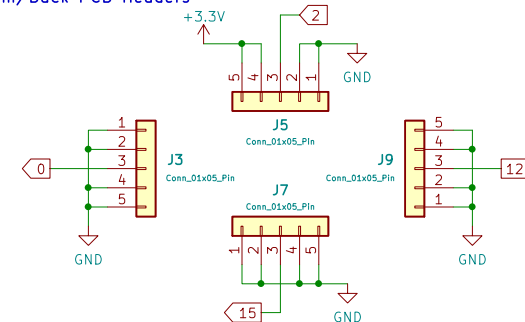 /Back PCB Headers
+3.3V
2
5 4 3 2 1
GND
J5
Conn_01x05_Pin
1
2
3
4
5
0
J3
Conn_01x05_Pin
GND
5
4
3
2
1
12
J9
Conn_01x05_Pin
GND
J7
Conn_01x05_Pin
1 2 3 4 5
15
GND